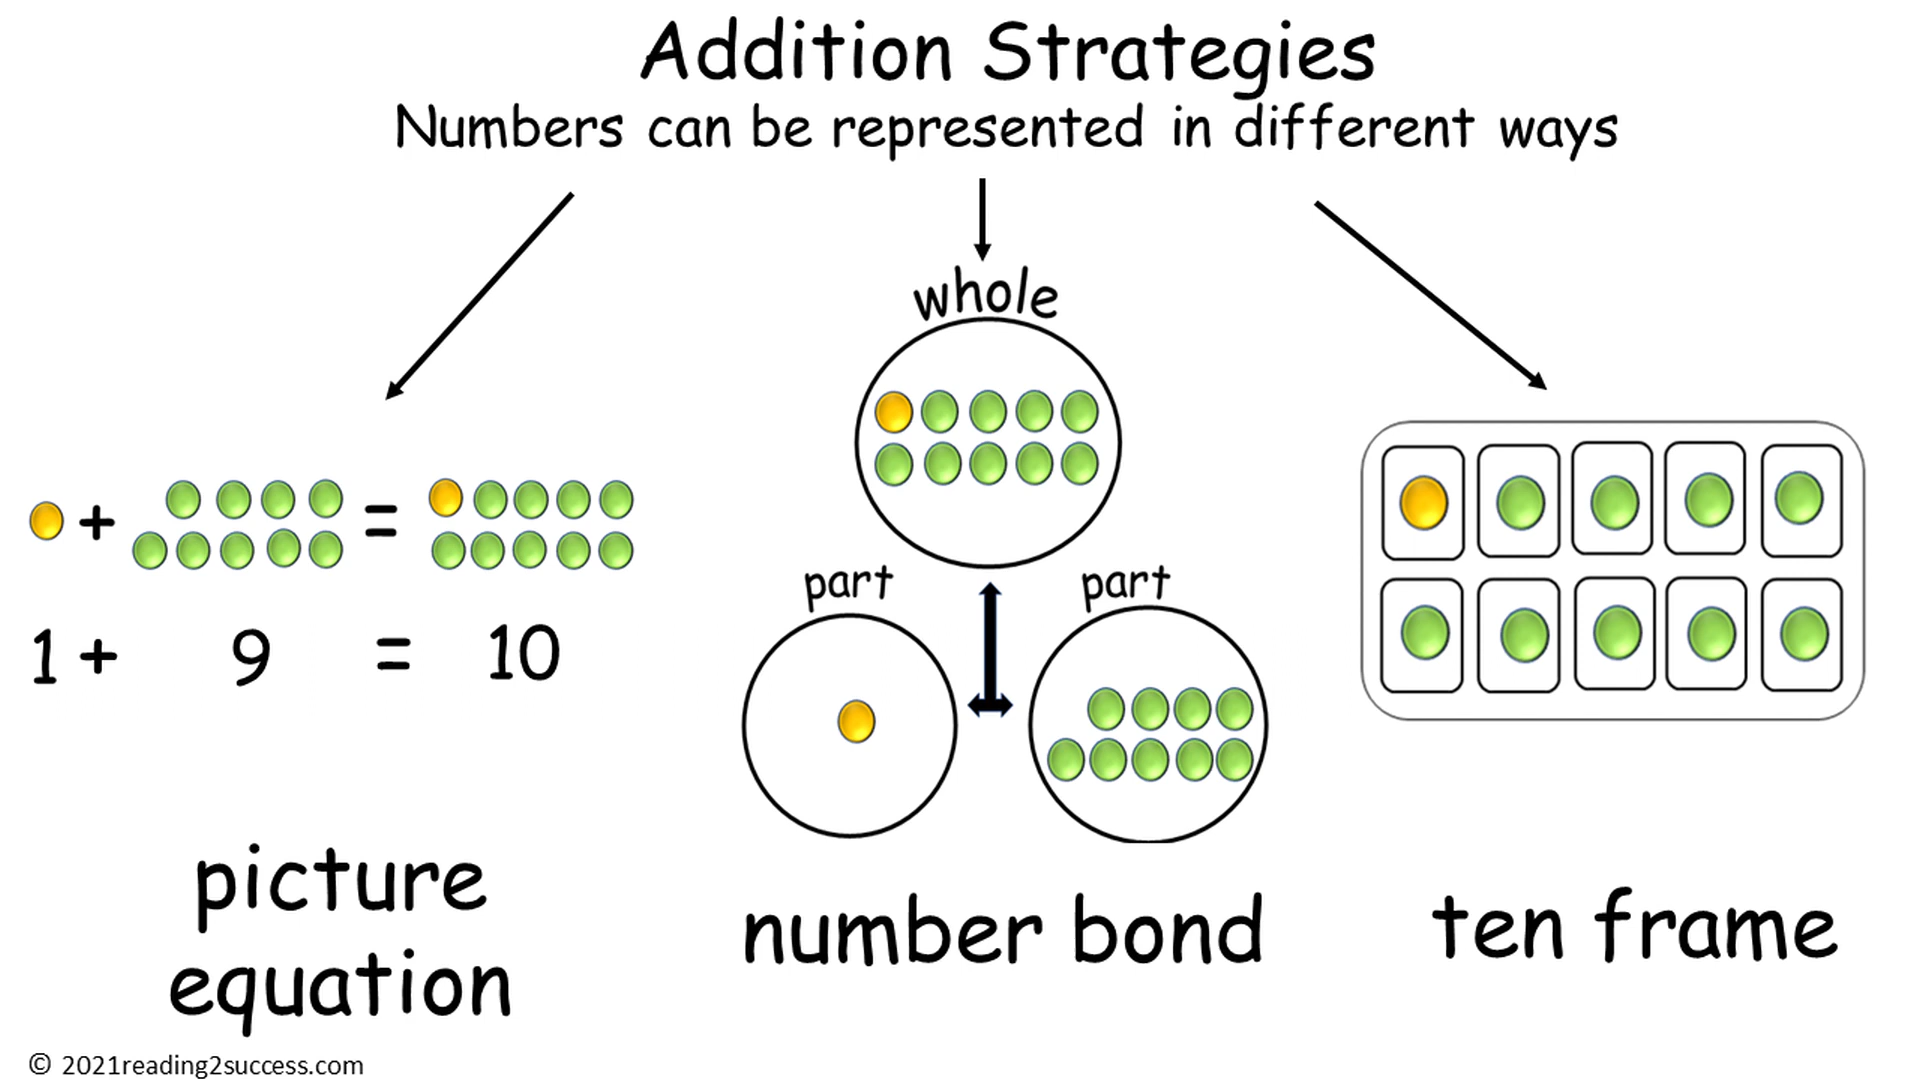 Addition Strategies
Numbers can be represented in different ways
whole
part
part
+ =
1 + 9 = 10
picture
equation
number bond
ten frame
© 2021reading2success.com